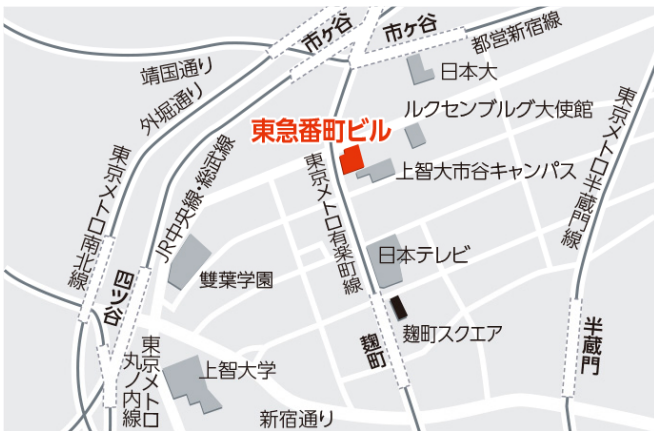 市ヶ谷
市ヶ谷
都営新宿線
靖国通り
日本大
外堀通り
ルクセンブルグ大使館
東急番町ビル
上智大市谷キャンパス
東京メトロ半蔵門線
東京メトロ南北線
JR中央線・総武線
東京メトロ有楽町線
日本テレビ
雙葉学園
四ツ谷
麹町スクエア
麹町
半蔵門
東京メトロ
丸ノ内線
上智大学
新宿通り